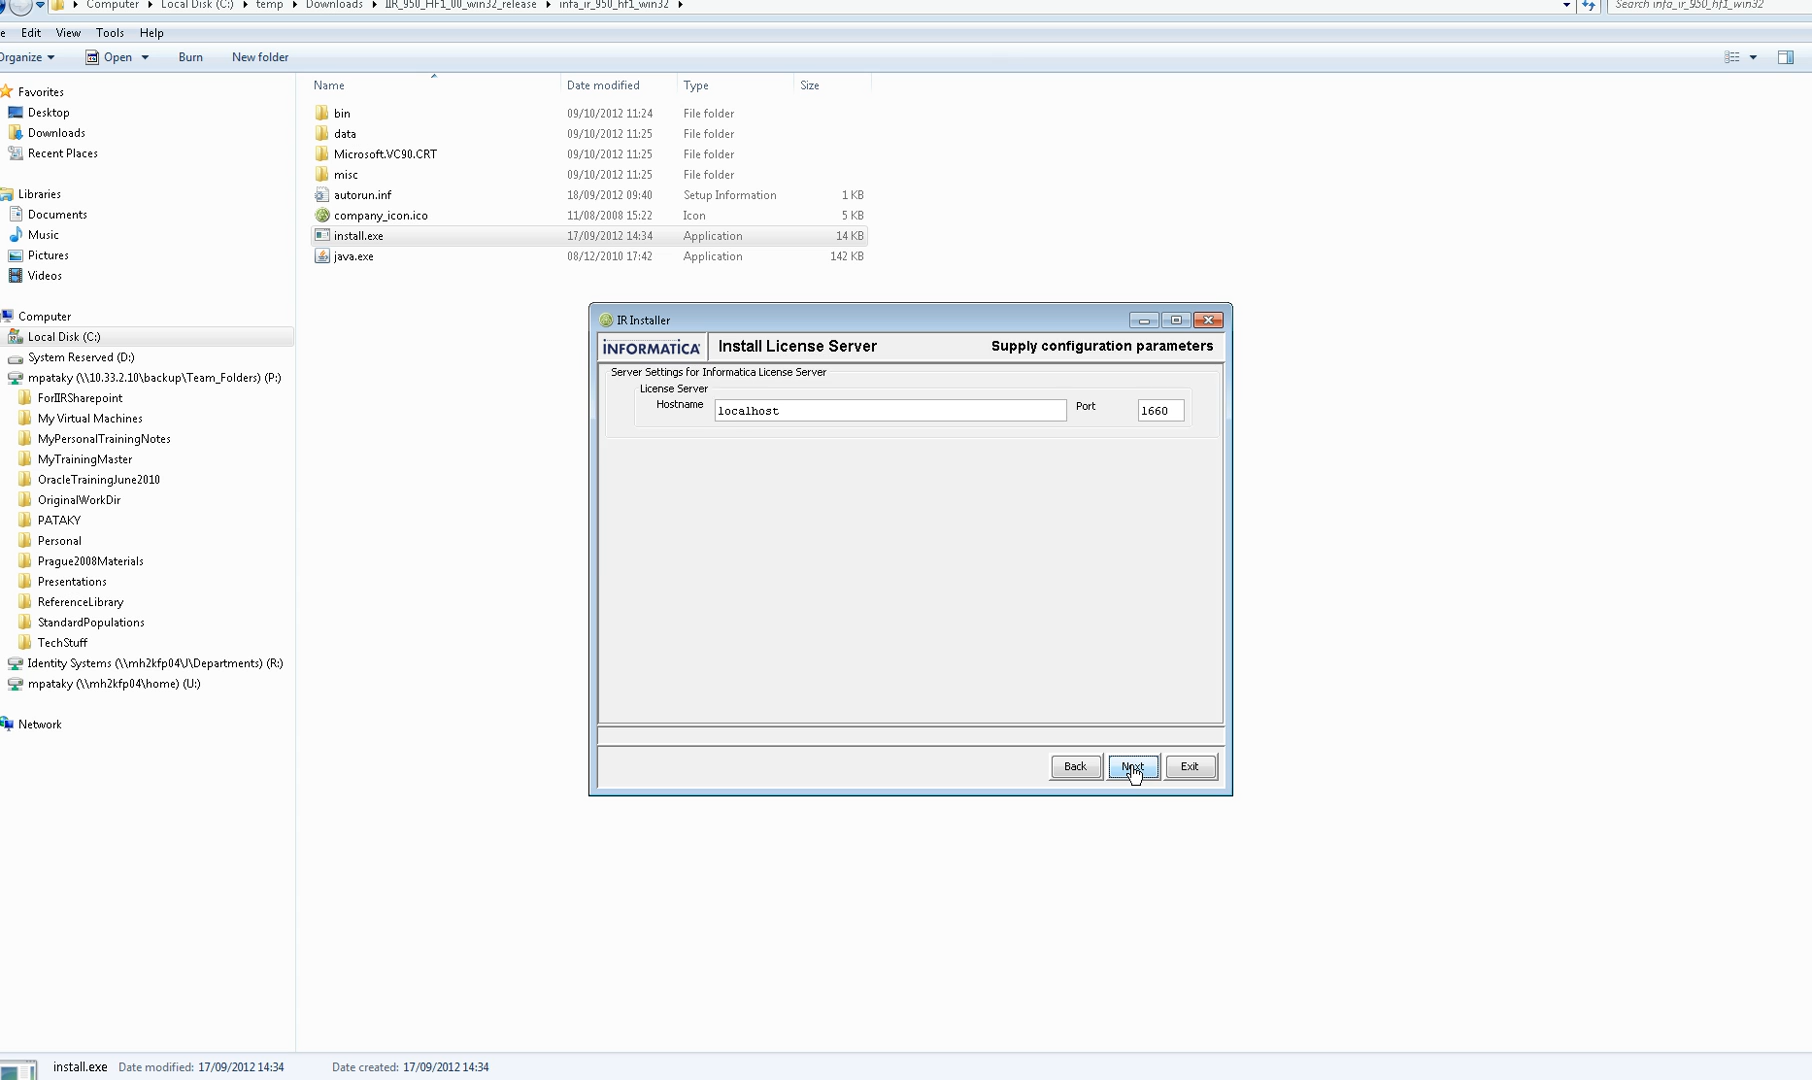 Computer Local Disk (C:) temp Downloads IIR_950_HF1_00_win32_release infa_ir_950_hf1_win32 Search infa_ir_950_hf1_win32
Edit View Tools Help
Organize Open Burn New folder
Favorites
Desktop
Downloads
Recent Places
Libraries
Documents
Music
Pictures
Videos
Computer
Local Disk (C:)
System Reserved (D:)
mpataky (\\10.33.2.10\backup\Team_Folders) (P:)
ForIIRSharepoint
My Virtual Machines
MyPersonalTrainingNotes
MyTrainingMaster
OracleTrainingJune2010
OriginalWorkDir
PATAKY
Personal
Prague2008Materials
Presentations
ReferenceLibrary
StandardPopulations
TechStuff
Identity Systems (\\mh2kfp04\J\Departments) (R:)
mpataky (\\mh2kfp04\home) (U:)
Network
Name Date modified Type Size
bin 09/10/2012 11:24 File folder
data 09/10/2012 11:25 File folder
Microsoft.VC90.CRT 09/10/2012 11:25 File folder
misc 09/10/2012 11:25 File folder
autorun.inf 18/09/2012 09:40 Setup Information 1 KB
company_icon.ico 11/08/2008 15:22 Icon 5 KB
install.exe 17/09/2012 14:34 Application 14 KB
java.exe 08/12/2010 17:42 Application 142 KB
IR Installer
INFORMATICA Install License Server Supply configuration parameters
Server Settings for Informatica License Server
License Server
Hostname localhost Port 1660
Back Next Exit
install.exe Date modified: 17/09/2012 14:34 Date created: 17/09/2012 14:34